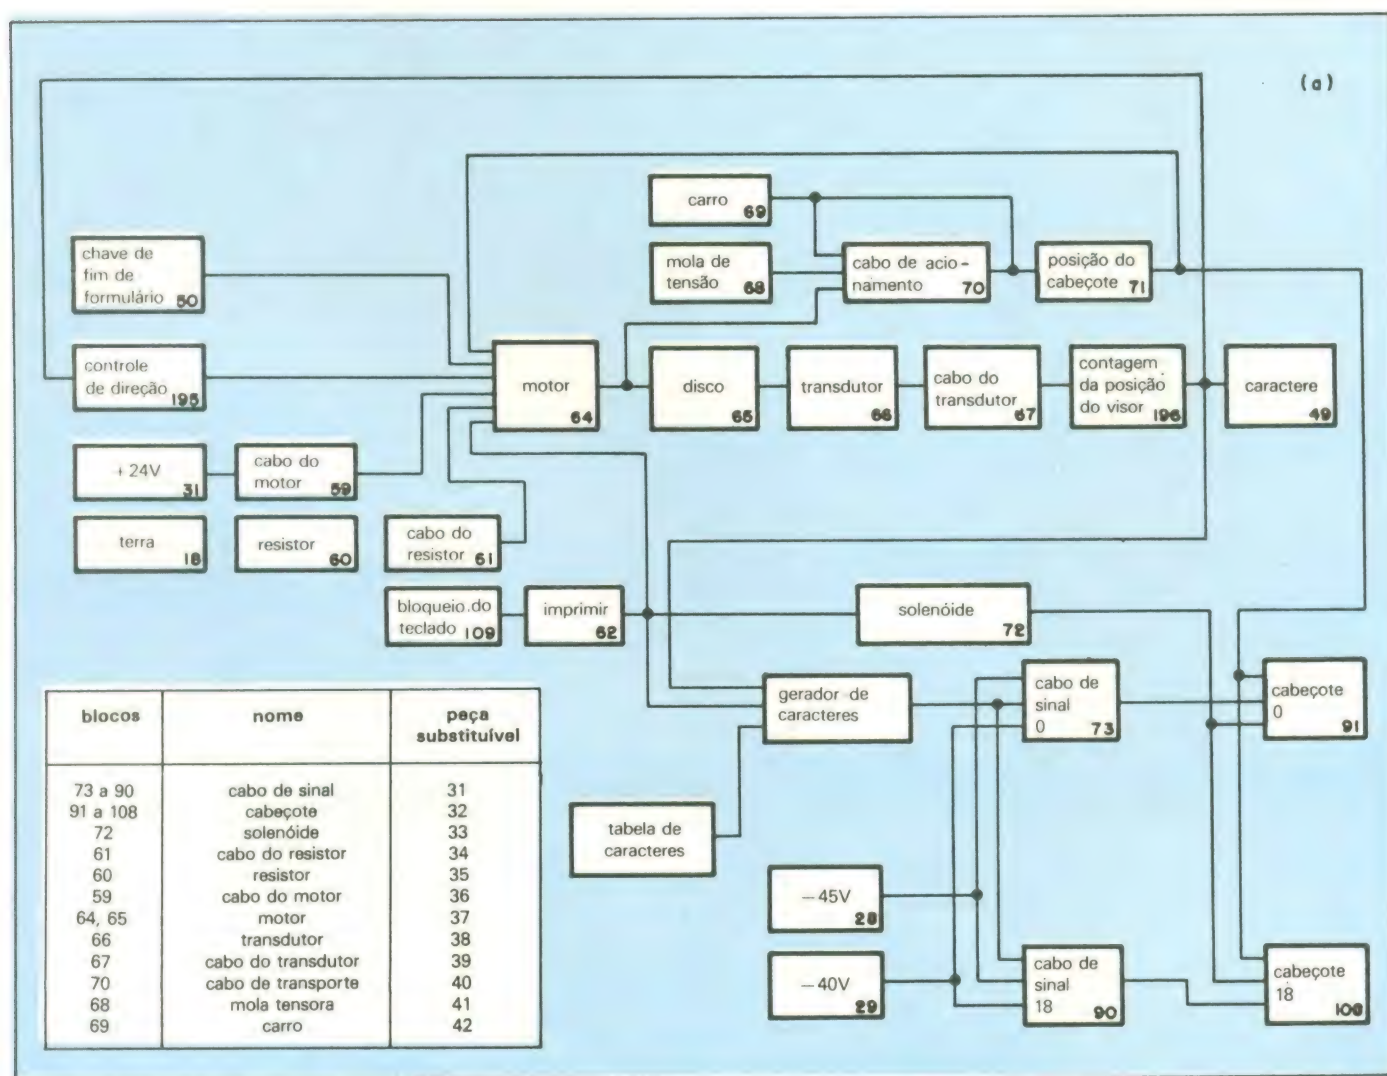 (a)
carro
69
chave de
fim de
formulário 50
mola de
tensão 68
cabo de acio-
namento 70
posição do
cabeçote 71
controle
de direção
195
motor
64
disco
65
transdutor
66
cabo do
transdutor
67
contagem
da posição
do visor 196
caractere
49
+ 24V
31
cabo do
motor 59
terra
18
resistor
60
cabo do
resistor 61
bloqueio.do
teclado 109
imprimir
62
solenóide
72
gerador de
caracteres
cabo de
sinal
0 73
cabeçote
0
91
tabela de
caracteres
– 45V
28
– 40V
29
cabo de
sinal
18 90
cabeçote
18
108
blocos nome peça
substituível
73 a 90 cabo de sinal 31
91 a 108 cabeçote 32
72 solenóide 33
61 cabo do resistor 34
60 resistor 35
59 cabo do motor 36
64, 65 motor 37
66 transdutor 38
67 cabo do transdutor 39
70 cabo de transporte 40
68 mola tensora 41
69 carro 42